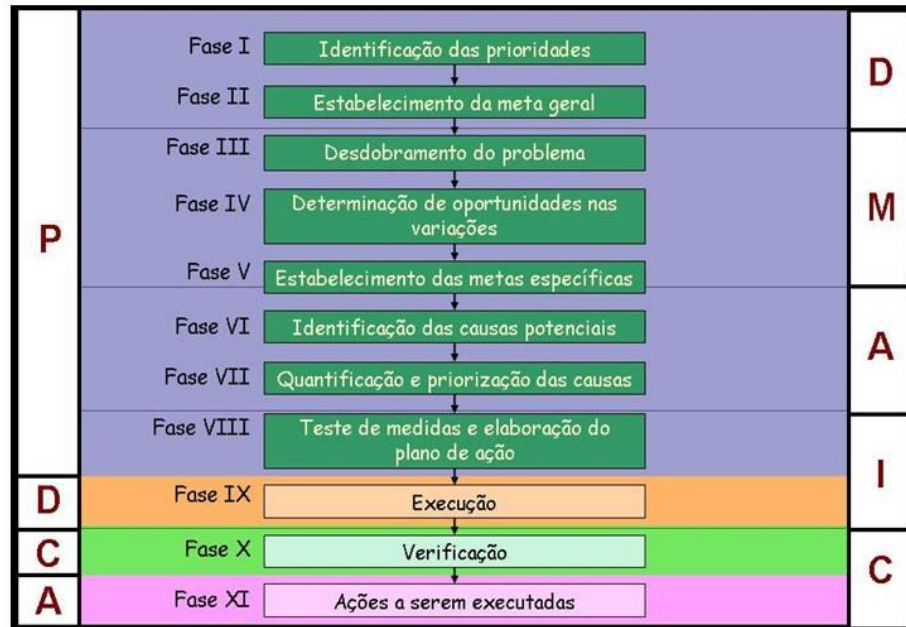 Fase I
Identificação das prioridades
D
Fase II
Estabelecimento da meta geral
Fase III
Desdobramento do problema
Fase IV
Determinação de oportunidades nas
variações
M
P
Fase V
Estabelecimento das metas específicas
Fase VI
Identificação das causas potenciais
A
Fase VII
Quantificação e priorização das causas
Fase VIII
Teste de medidas e elaboração do
plano de ação
I
D
Fase IX
Execução
C
Fase X
Verificação
C
A
Fase XI
Ações a serem executadas